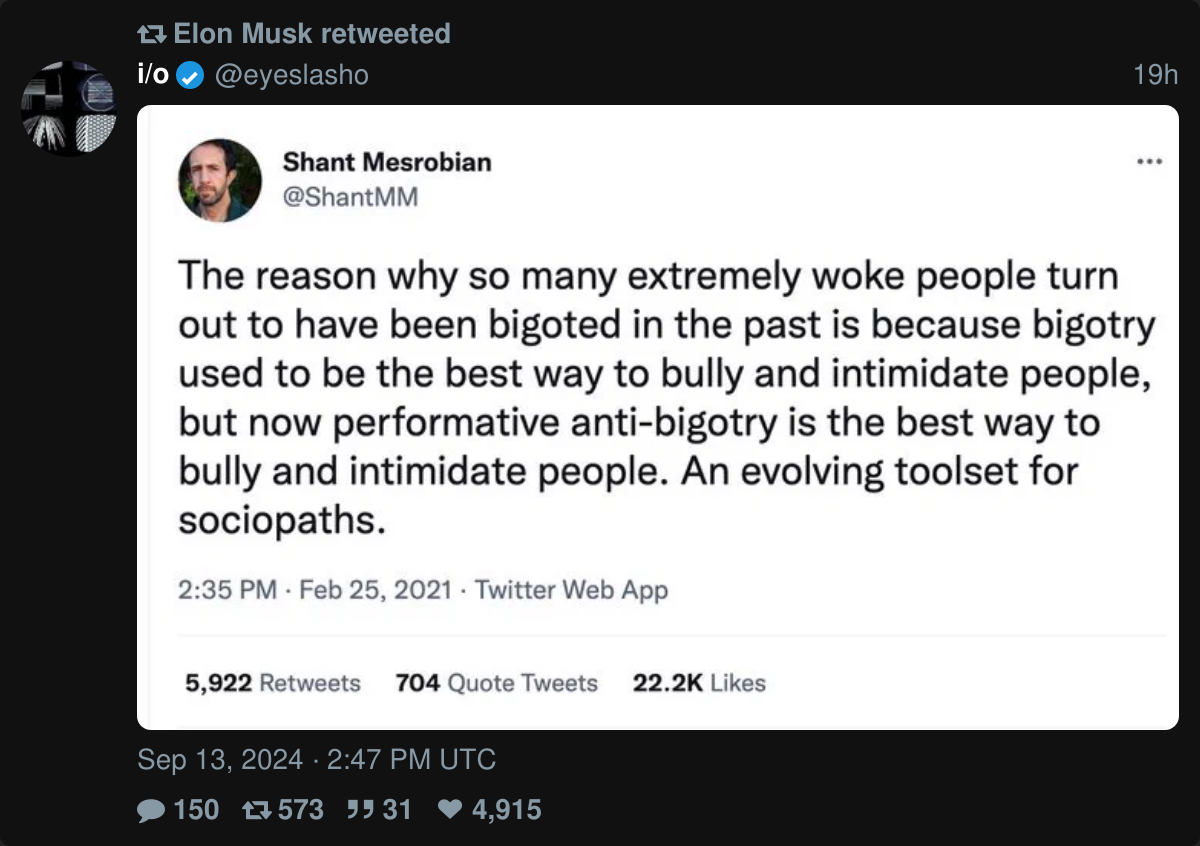 Elon Musk retweeted
i/o @eyeslasho 19h
Shant Mesrobian
@ShantMM
The reason why so many extremely woke people turn
out to have been bigoted in the past is because bigotry
used to be the best way to bully and intimidate people,
but now performative anti-bigotry is the best way to
bully and intimidate people. An evolving toolset for
sociopaths.
2:35 PM · Feb 25, 2021 · Twitter Web App
5,922 Retweets 704 Quote Tweets 22.2K Likes
Sep 13, 2024 · 2:47 PM UTC
150 573 31 4,915